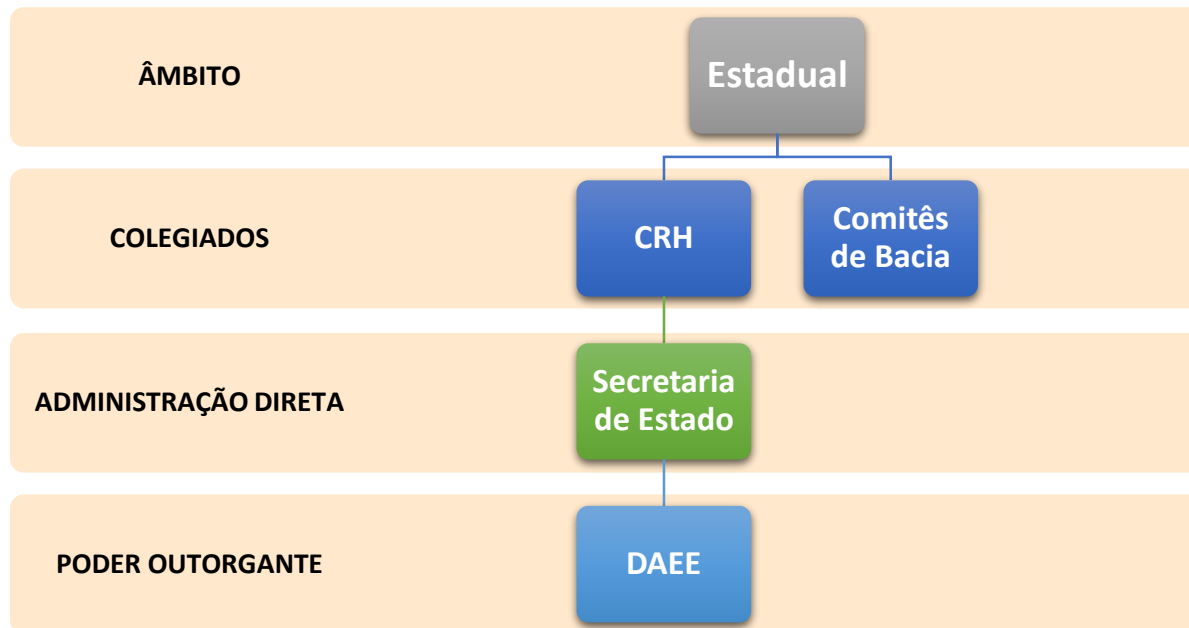 ÂMBITO
Estadual
COLEGIADOS
CRH
Comitês
de Bacia
ADMINISTRAÇÃO DIRETA
Secretaria
de Estado
PODER OUTORGANTE
DAEE